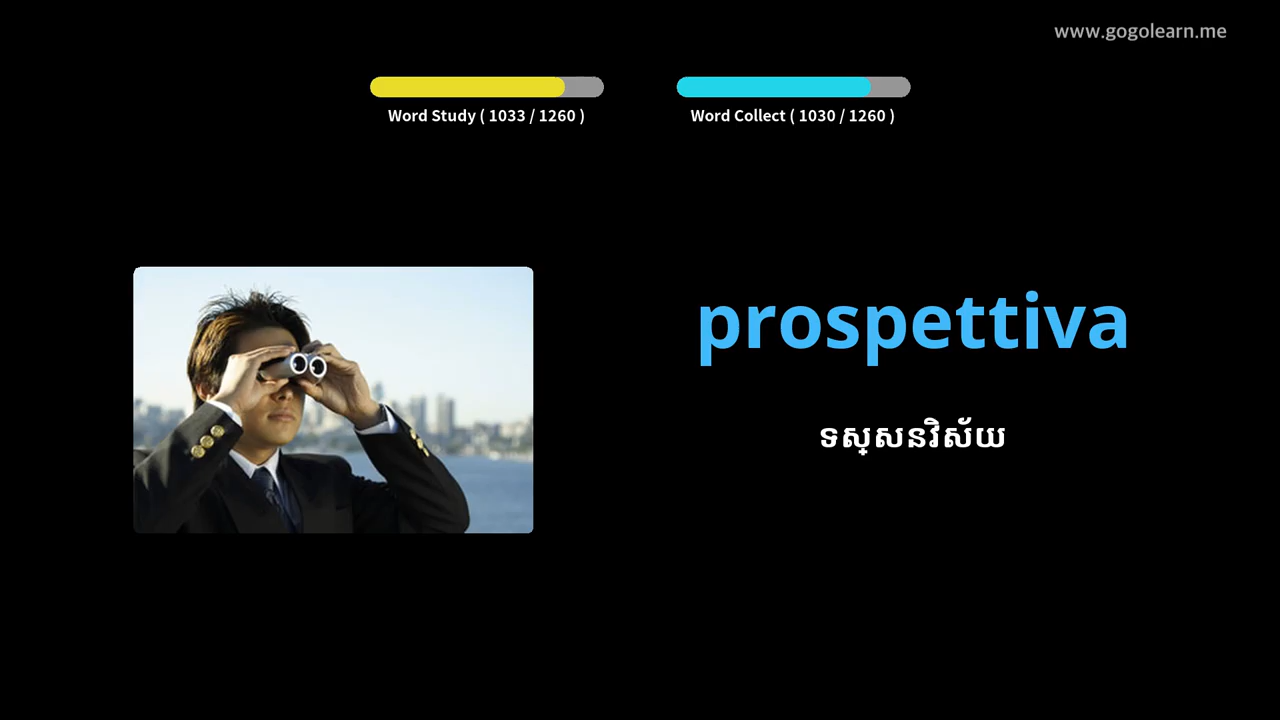 www.gogolearn.me
Word Study ( 1033 / 1260 )
Word Collect ( 1030 / 1260 )
prospettiva
ទស្សនវិស័យ